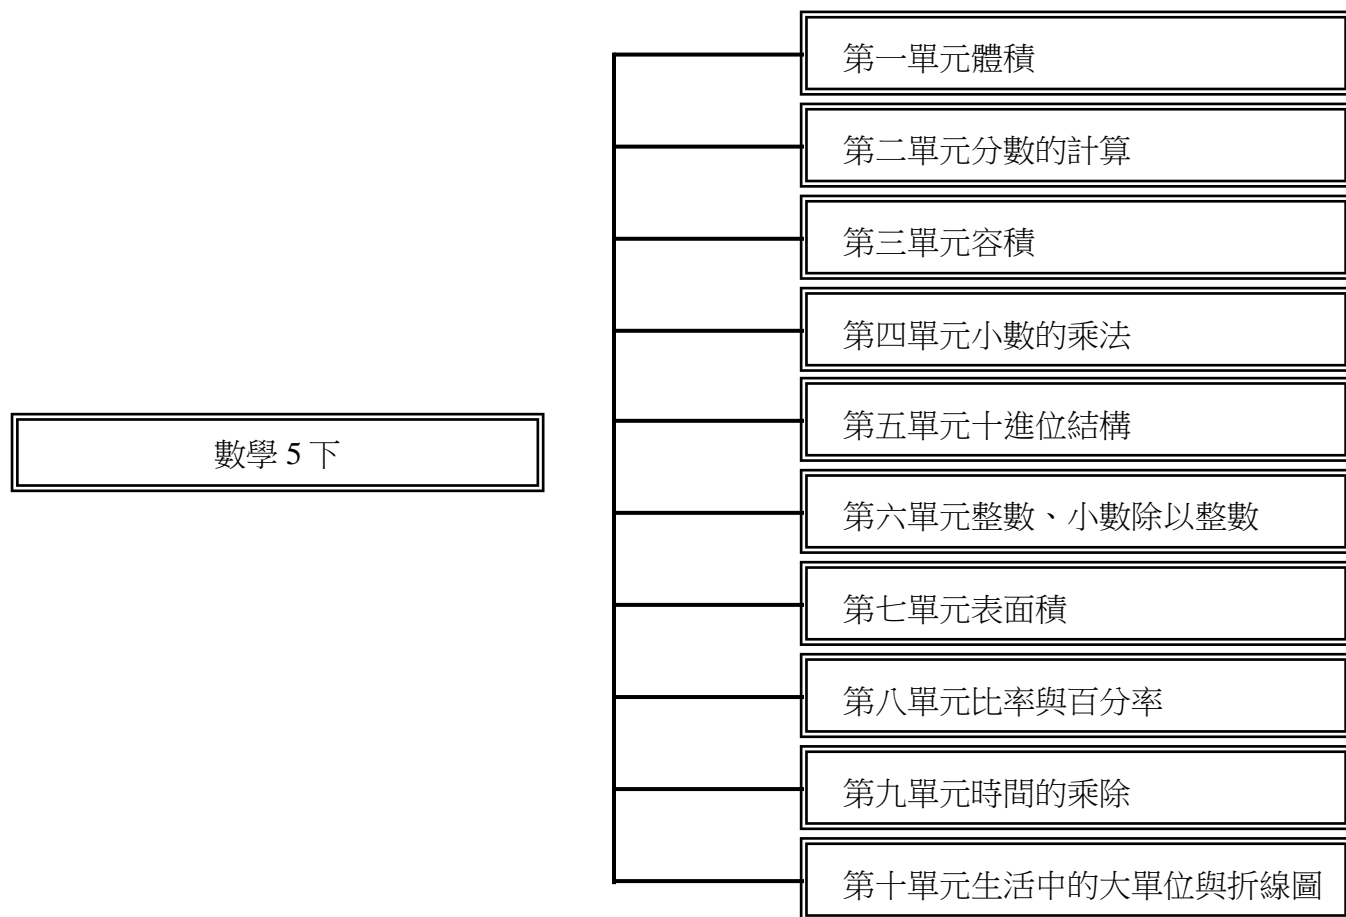 數學 5 下
第一單元體積
第二單元分數的計算
第三單元容積
第四單元小數的乘法
第五單元十進位結構
第六單元整數、小數除以整數
第七單元表面積
第八單元比率與百分率
第九單元時間的乘除
第十單元生活中的大單位與折線圖